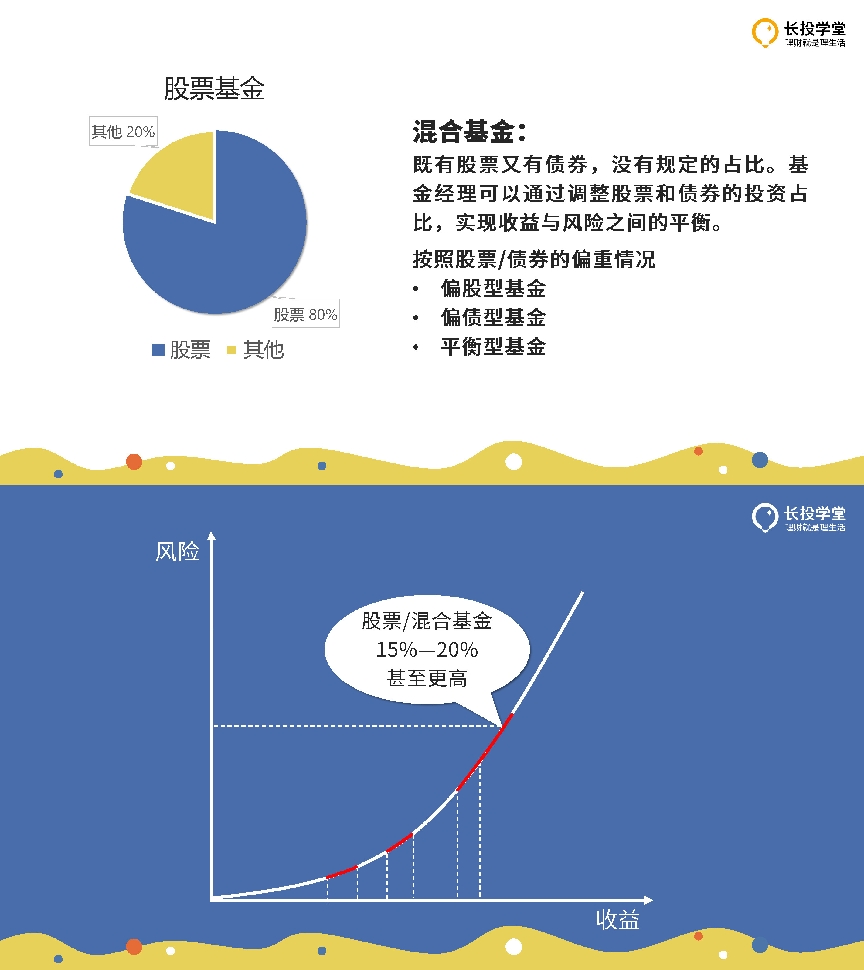 长投学堂
理财就是理生活
股票基金
其他 20%
股票 80%
股票 其他
混合基金：
既有股票又有债券，没有规定的占比。基
金经理可以通过调整股票和债券的投资占
比，实现收益与风险之间的平衡。
按照股票/债券的偏重情况
• 偏股型基金
• 偏债型基金
• 平衡型基金
长投学堂
理财就是理生活
风险
股票/混合基金
15%—20%
甚至更高
收益